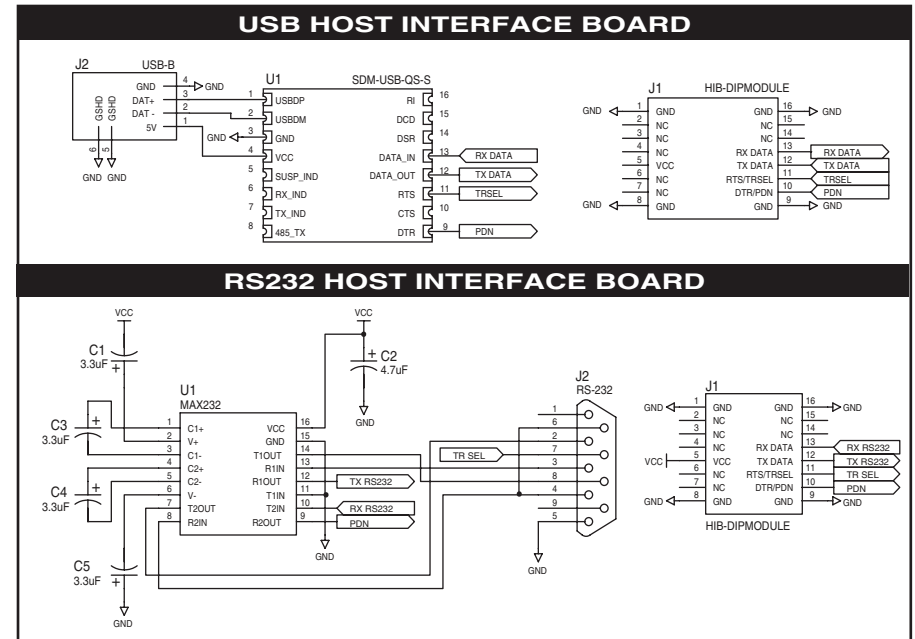 USB HOST INTERFACE BOARD
J2 USB-B
GND 4 GND
DAT+ 3
DAT - 2
5V 1
GSHD GSHD
6 5
GND GND
U1 SDM-USB-QS-S
1 USBDP RI 16
2 USBDM DCD 15
GND 3 GND DSR 14
4 VCC DATA_IN 13 RX DATA
5 SUSP_IND DATA_OUT 12 TX DATA
6 RX_IND RTS 11 TRSEL
7 TX_IND CTS 10
8 485_TX DTR 9 PDN
J1 HIB-DIPMODULE
GND 1 GND GND 16 GND
2 NC NC 15
3 NC NC 14
4 NC RX DATA 13 RX DATA
5 VCC TX DATA 12 TX DATA
6 NC RTS/TRSEL 11 TRSEL
7 NC DTR/PDN 10 PDN
GND 8 GND GND 9 GND
RS232 HOST INTERFACE BOARD
VCC
C1
3.3uF +
C3 +
3.3uF
C4 +
3.3uF
C5
3.3uF +
GND
VCC
+ C2
4.7uF
GND
U1
MAX232
1 C1+ VCC 16
2 V+ GND 15
3 C1- T1OUT 14
4 C2+ R1IN 13
5 C2- R1OUT 12 TX RS232
6 V- T1IN 11
7 T2OUT T2IN 10 RX RS232
8 R2IN R2OUT 9 PDN
GND
J2
RS-232
1
6
2
TR SEL 7
3
8
4
9
5
GND
J1
GND 1 GND GND 16 GND
2 NC NC 15
3 NC NC 14
4 NC RX DATA 13 RX RS232
VCC 5 VCC TX DATA 12 TX RS232
6 NC RTS/TRSEL 11 TR SEL
7 NC DTR/PDN 10 PDN
GND 8 GND GND 9 GND
HIB-DIPMODULE